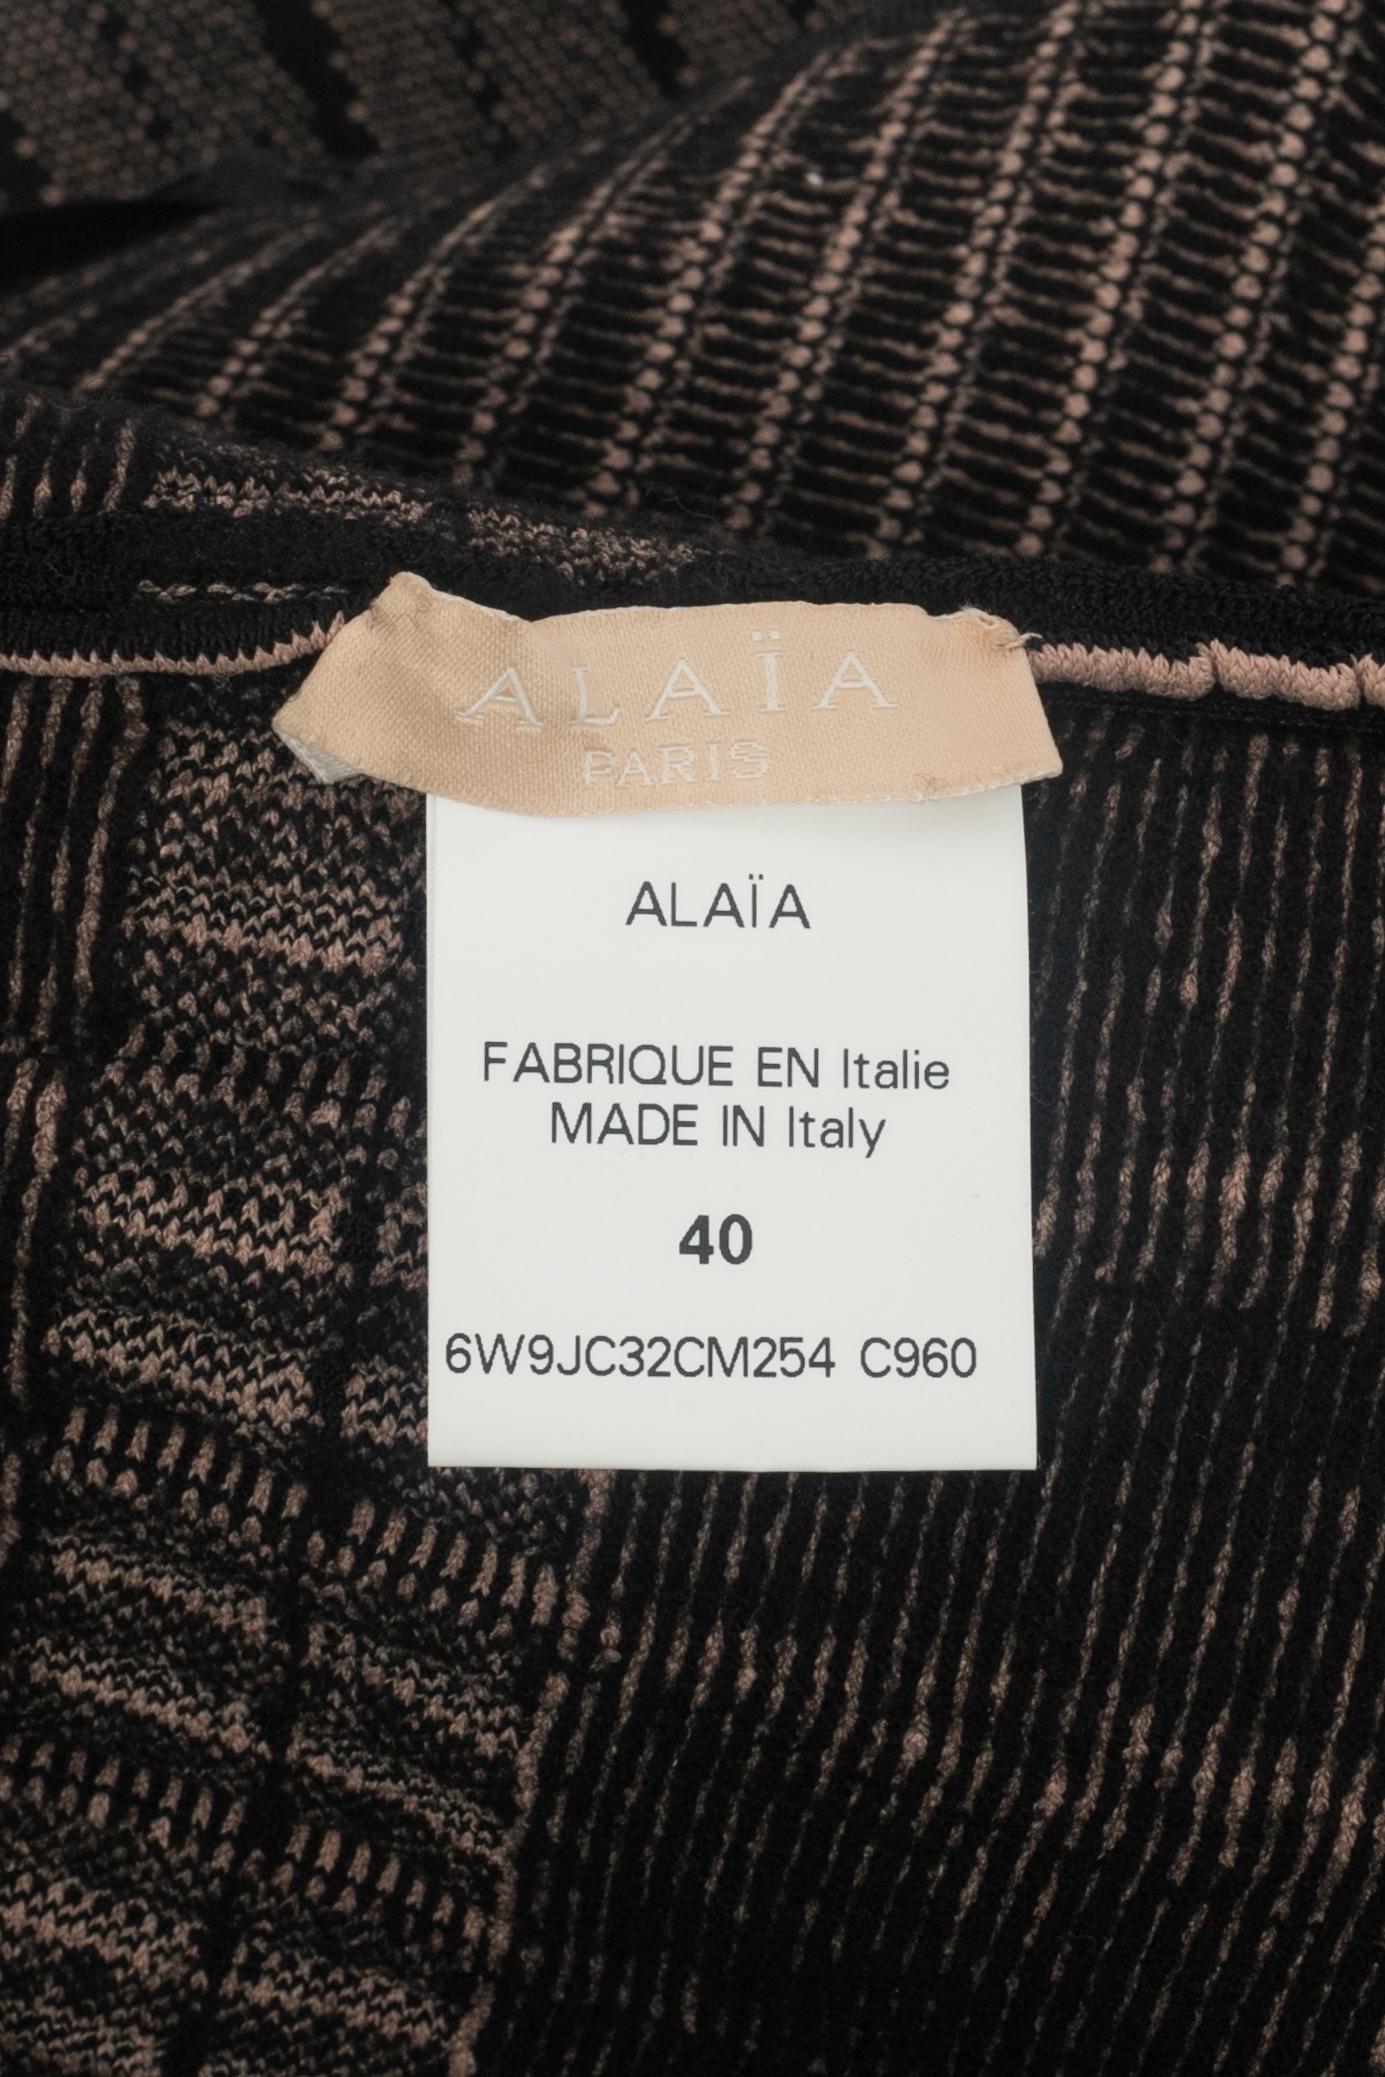 ALAÏA
PARIS
ALAÏA
FABRIQUE EN Italie
MADE IN Italy
40
6W9JC32CM254 C960